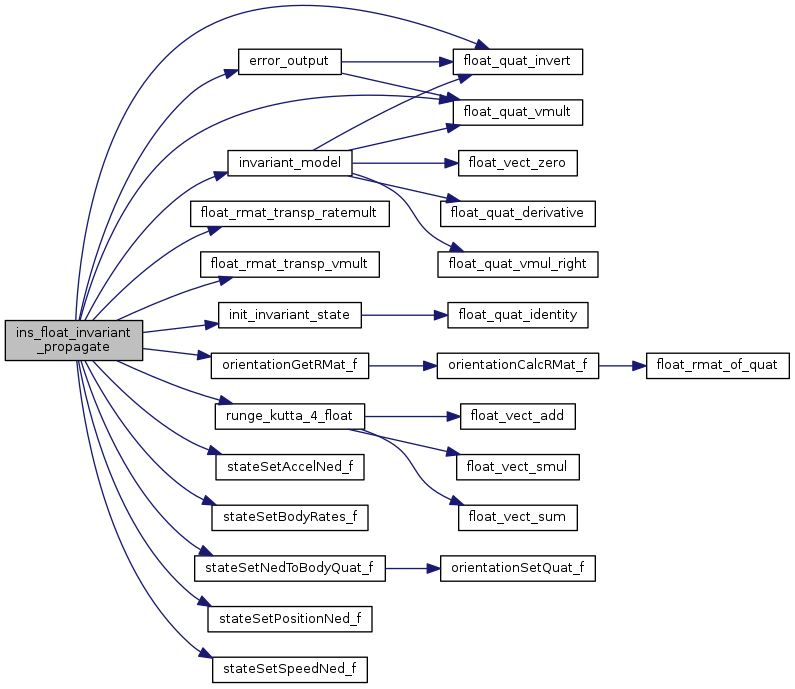 ins_float_invariant
_propagate
error_output
float_quat_invert
float_quat_vmult
invariant_model
float_vect_zero
float_quat_derivative
float_quat_vmul_right
float_rmat_transp_ratemult
float_rmat_transp_vmult
init_invariant_state
float_quat_identity
orientationGetRMat_f
orientationCalcRMat_f
float_rmat_of_quat
runge_kutta_4_float
float_vect_add
float_vect_smul
float_vect_sum
stateSetAccelNed_f
stateSetBodyRates_f
stateSetNedToBodyQuat_f
orientationSetQuat_f
stateSetPositionNed_f
stateSetSpeedNed_f